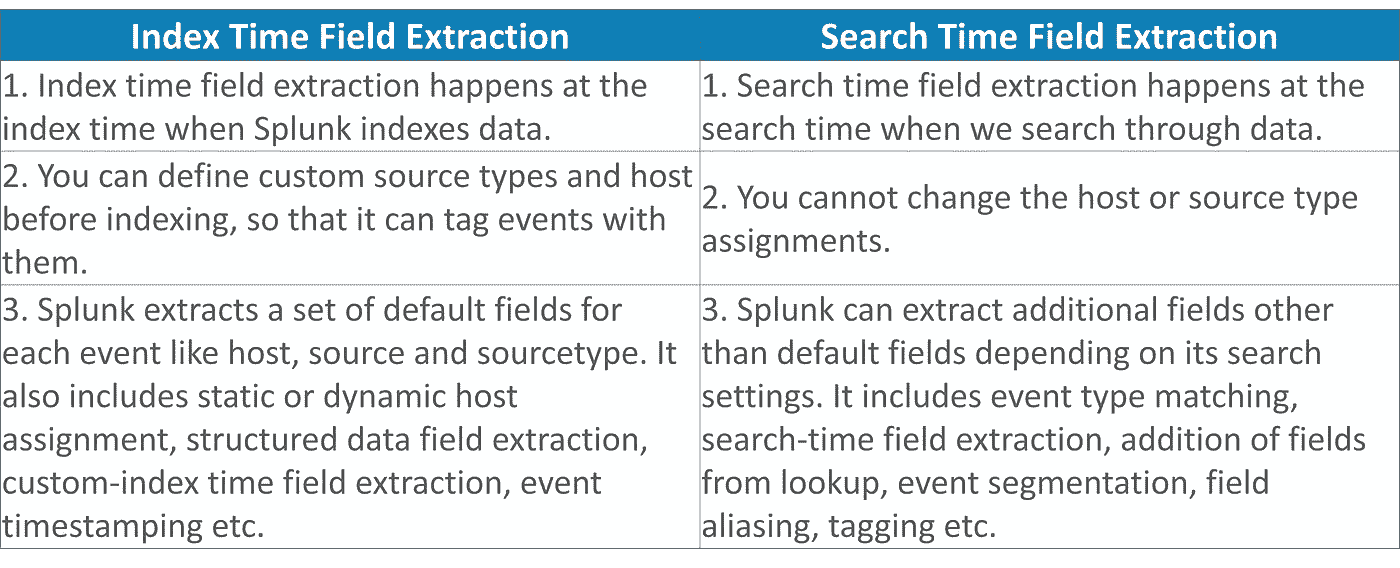 Index Time Field Extraction
Search Time Field Extraction
1. Index time field extraction happens at the
index time when Splunk indexes data.
1. Search time field extraction happens at the
search time when we search through data.
2. You can define custom source types and host
before indexing, so that it can tag events with
them.
2. You cannot change the host or source type
assignments.
3. Splunk extracts a set of default fields for
each event like host, source and sourcetype. It
also includes static or dynamic host
assignment, structured data field extraction,
custom-index time field extraction, event
timestamping etc.
3. Splunk can extract additional fields other
than default fields depending on its search
settings. It includes event type matching,
search-time field extraction, addition of fields
from lookup, event segmentation, field
aliasing, tagging etc.